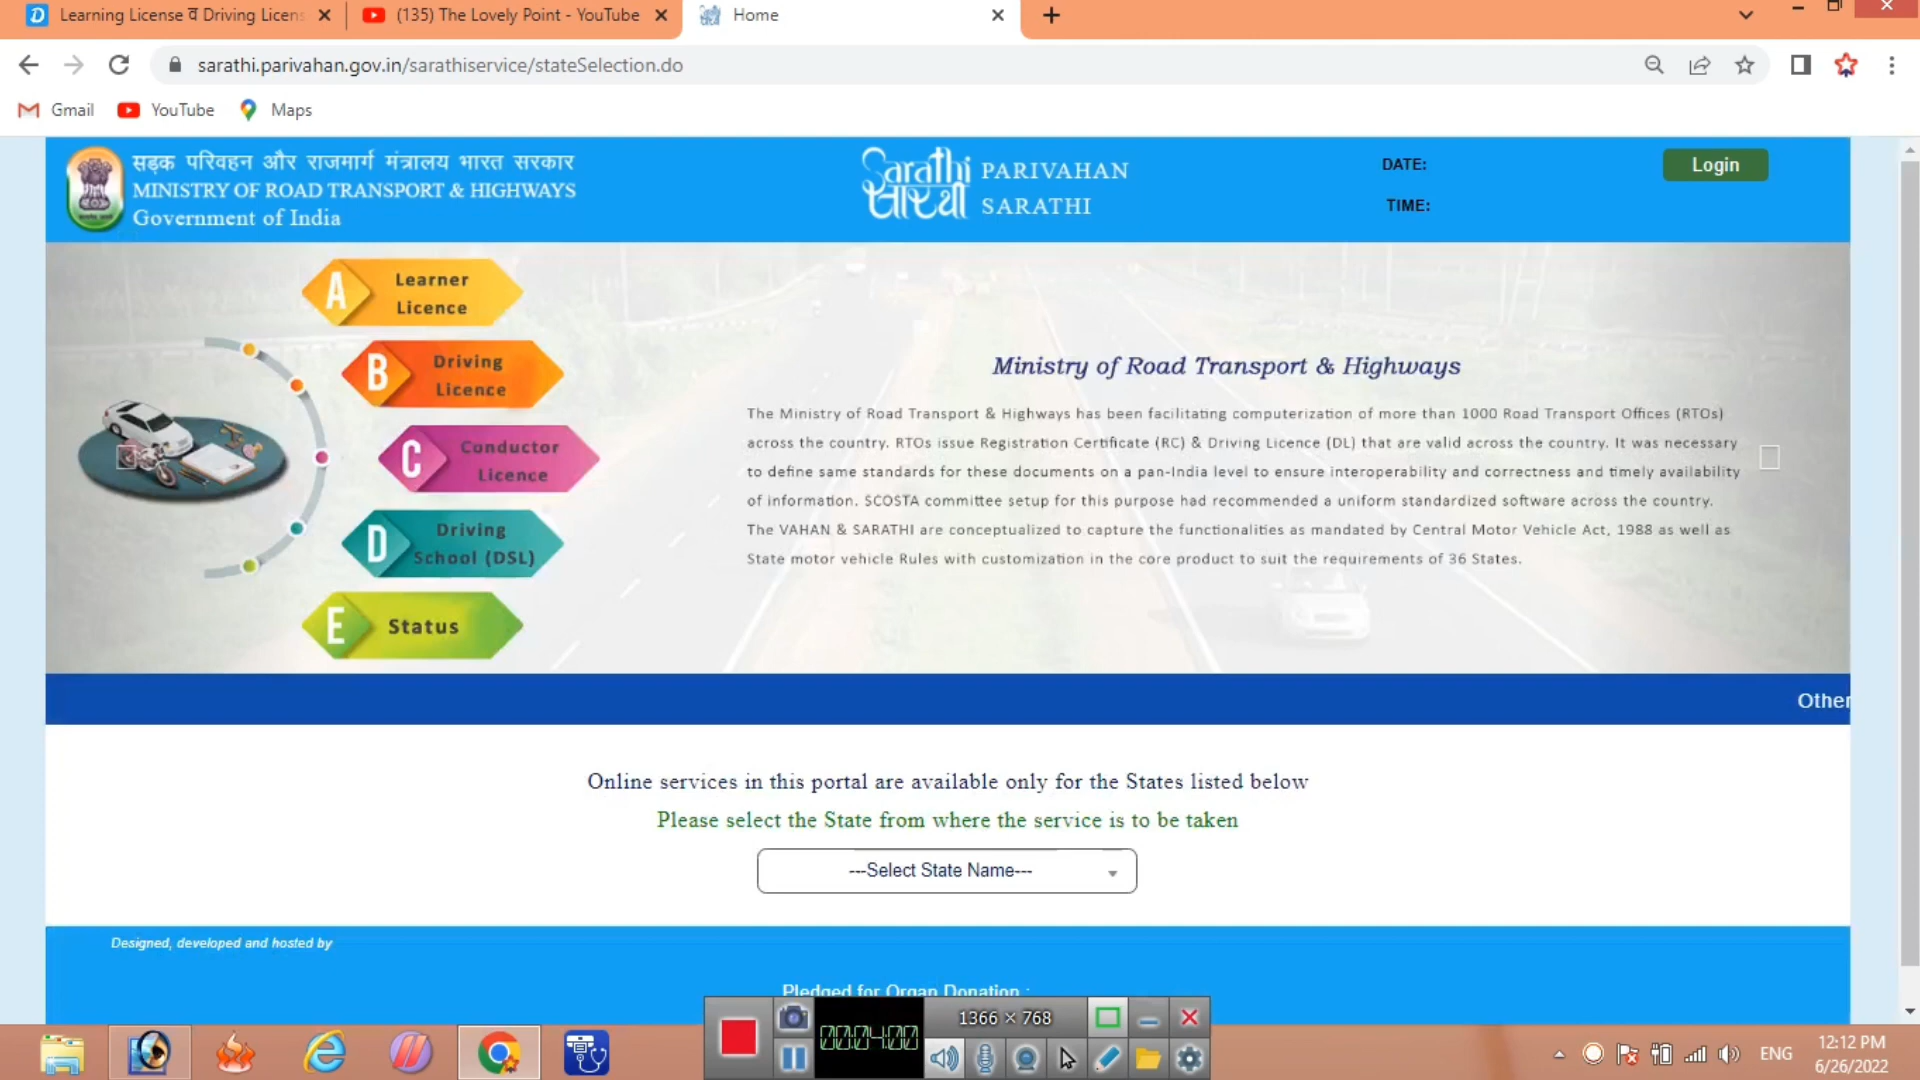 Learning License व Driving Licen
(135) The Lovely Point - YouTube
Home
sarathi.parivahan.gov.in/sarathiservice/stateSelection.do
Gmail
YouTube
Maps
सड़क परिवहन और राजमार्ग मंत्रालय भारत सरकार
MINISTRY OF ROAD TRANSPORT & HIGHWAYS
Government of India
Sarathi
सारथी
PARIVAHAN
SARATHI
DATE:
TIME:
Login
A Learner
Licence
B Driving
Licence
C Conductor
Licence
D Driving
School (DSL)
E Status
Ministry of Road Transport & Highways
The Ministry of Road Transport & Highways has been facilitating computerization of more than 1000 Road Transport Offices (RTOs)
across the country. RTOs issue Registration Certificate (RC) & Driving Licence (DL) that are valid across the country. It was necessary
to define same standards for these documents on a pan-India level to ensure interoperability and correctness and timely availability
of information. SCOSTA committee setup for this purpose had recommended a uniform standardized software across the country.
The VAHAN & SARATHI are conceptualized to capture the functionalities as mandated by Central Motor Vehicle Act, 1988 as well as
State motor vehicle Rules with customization in the core product to suit the requirements of 36 States.
Other
Online services in this portal are available only for the States listed below
Please select the State from where the service is to be taken
---Select State Name---
Designed, developed and hosted by
Pledged for Organ Donation :
00:04:00
1366 × 768
ENG
12:12 PM
6/26/2022